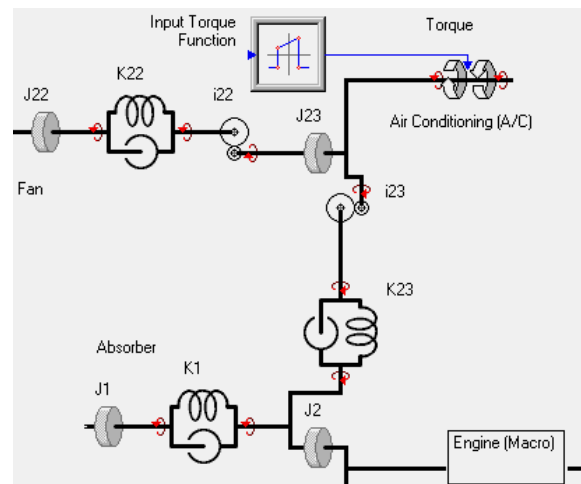 Input Torque
Function
Torque
K22
J22
i22
J23
Air Conditioning (A/C)
Fan
i23
K23
Absorber
K1
J1
J2
Engine (Macro)